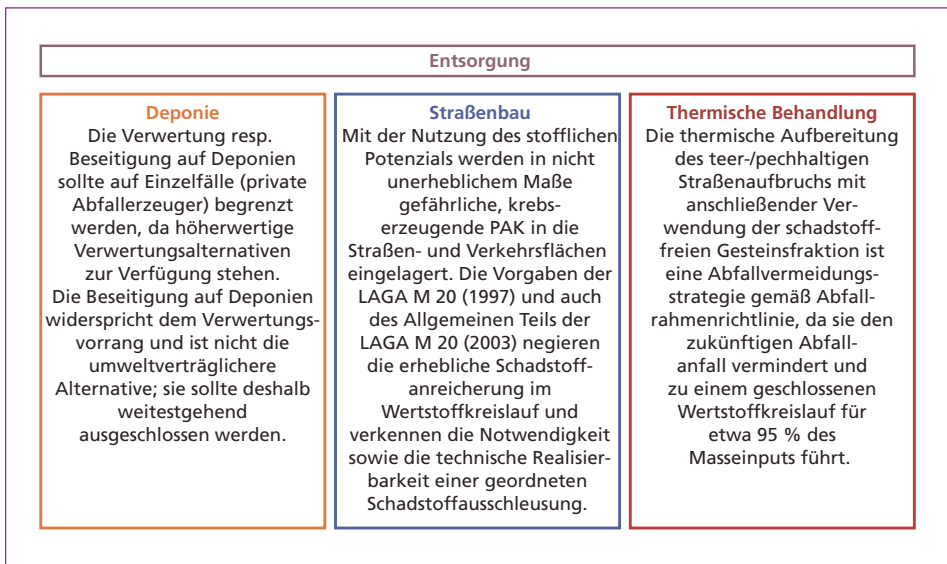 Entsorgung
Deponie
Die Verwertung resp.
Beseitigung auf Deponien
sollte auf Einzelfälle (private
Abfallerzeuger) begrenzt
werden, da höherwertige
Verwertungsalternativen
zur Verfügung stehen.
Die Beseitigung auf Deponien
widerspricht dem Verwertungs-
vorrang und ist nicht die
umweltverträglichere
Alternative; sie sollte deshalb
weitestgehend
ausgeschlossen werden.
Straßenbau
Mit der Nutzung des stofflichen
Potenzials werden in nicht
unerheblichem Maße
gefährliche, krebs-
erzeugende PAK in die
Straßen- und Verkehrsflächen
eingelagert. Die Vorgaben der
LAGA M 20 (1997) und auch
des Allgemeinen Teils der
LAGA M 20 (2003) negieren
die erhebliche Schadstoff-
anreicherung im
Wertstoffkreislauf und
verkennen die Notwendigkeit
sowie die technische Realisier-
barkeit einer geordneten
Schadstoffausschleusung.
Thermische Behandlung
Die thermische Aufbereitung
des teer-/pechhaltigen
Straßenaufbruchs mit
anschließender Ver-
wendung der schadstoff-
freien Gesteinsfraktion ist
eine Abfallvermeidungs-
strategie gemäß Abfall-
rahmenrichtlinie, da sie den
zukünftigen Abfall-
anfall vermindert und
zu einem geschlossenen
Wertstoffkreislauf für
etwa 95 % des
Masseinputs führt.